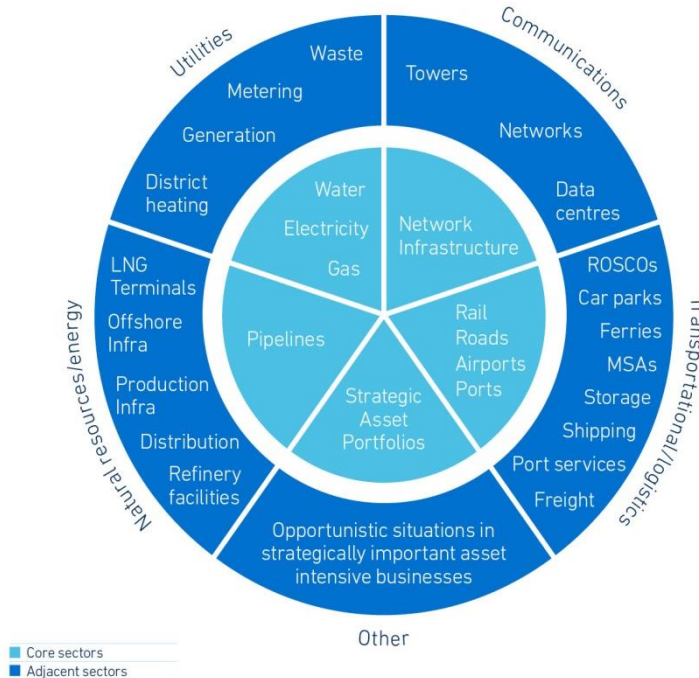 Utilities
Waste
Metering
Generation
District
heating
Communications
Towers
Networks
Data
centres
Water
Electricity
Gas
Network
Infrastructure
LNG
Terminals
Offshore
Infra
Production
Infra
Distribution
Refinery
facilities
Natural resources/energy
Pipelines
Rail
Roads
Airports
Ports
Strategic
Asset
Portfolios
ROSCOs
Car parks
Ferries
MSAs
Storage
Shipping
Port services
Freight
Transportational/logistics
Opportunistic situations in
strategically important asset
intensive businesses
Other
Core sectors
Adjacent sectors